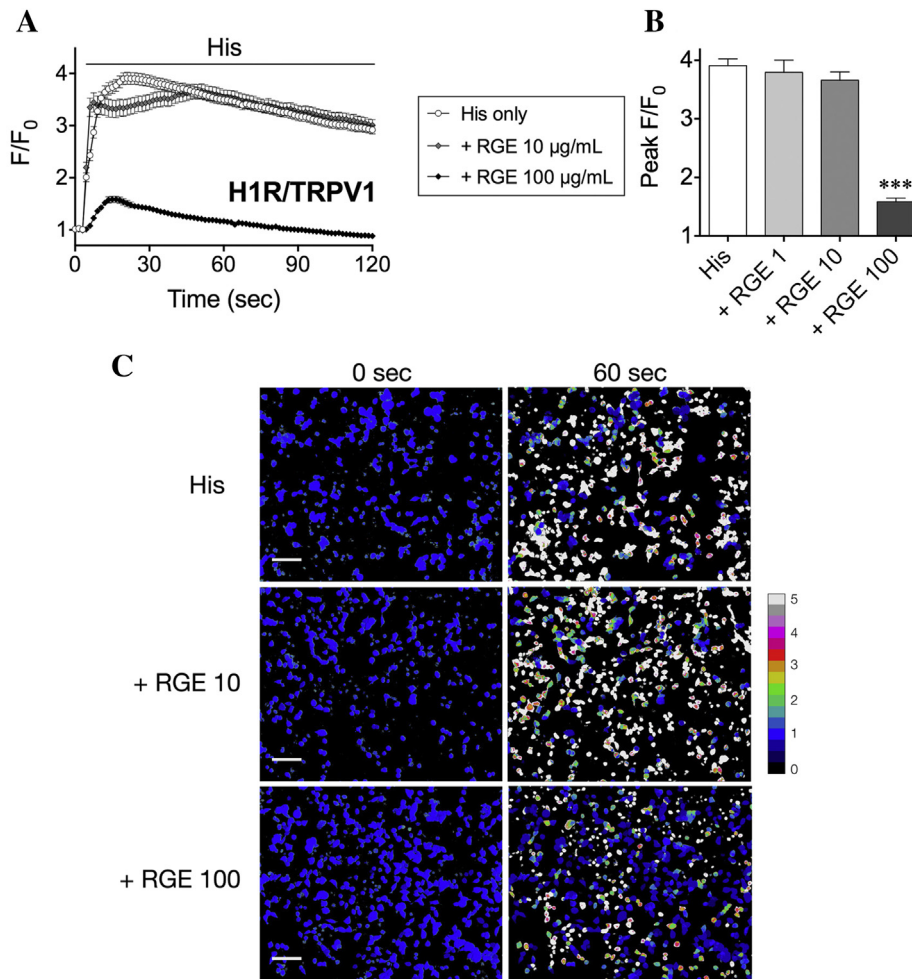 A
His
4
3
2
1
F/F0
0
30
60
90
120
Time (sec)
H1R/TRPV1
His only
+ RGE 10 µg/mL
+ RGE 100 µg/mL
B
4
3
2
1
Peak F/F0
***
His
+ RGE 1
+ RGE 10
+ RGE 100
C
0 sec
60 sec
His
+ RGE 10
+ RGE 100
5
4
3
2
1
0